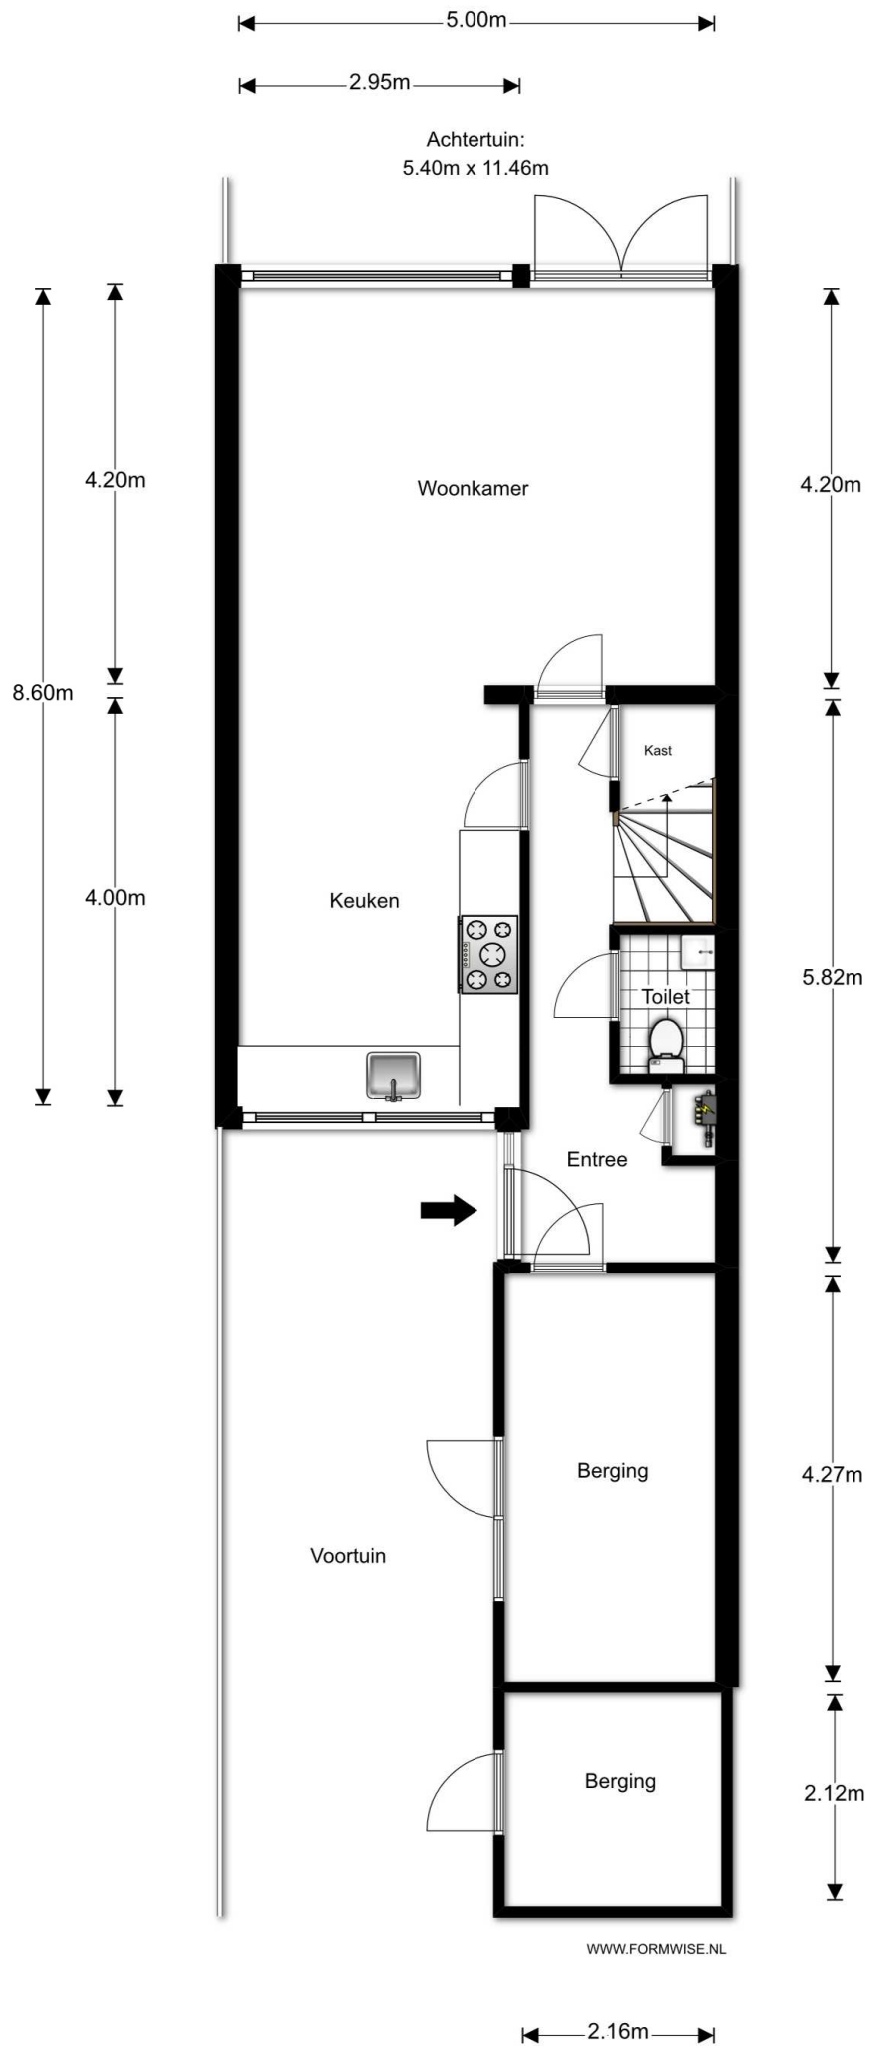 5.00m
2.95m
Achtertuin:
5.40m x 11.46m
4.20m
Woonkamer
4.20m
8.60m
Kast
4.00m
Keuken
5.82m
Toilet
Entree
Berging
4.27m
Voortuin
Berging
2.12m
WWW.FORMWISE.NL
2.16m